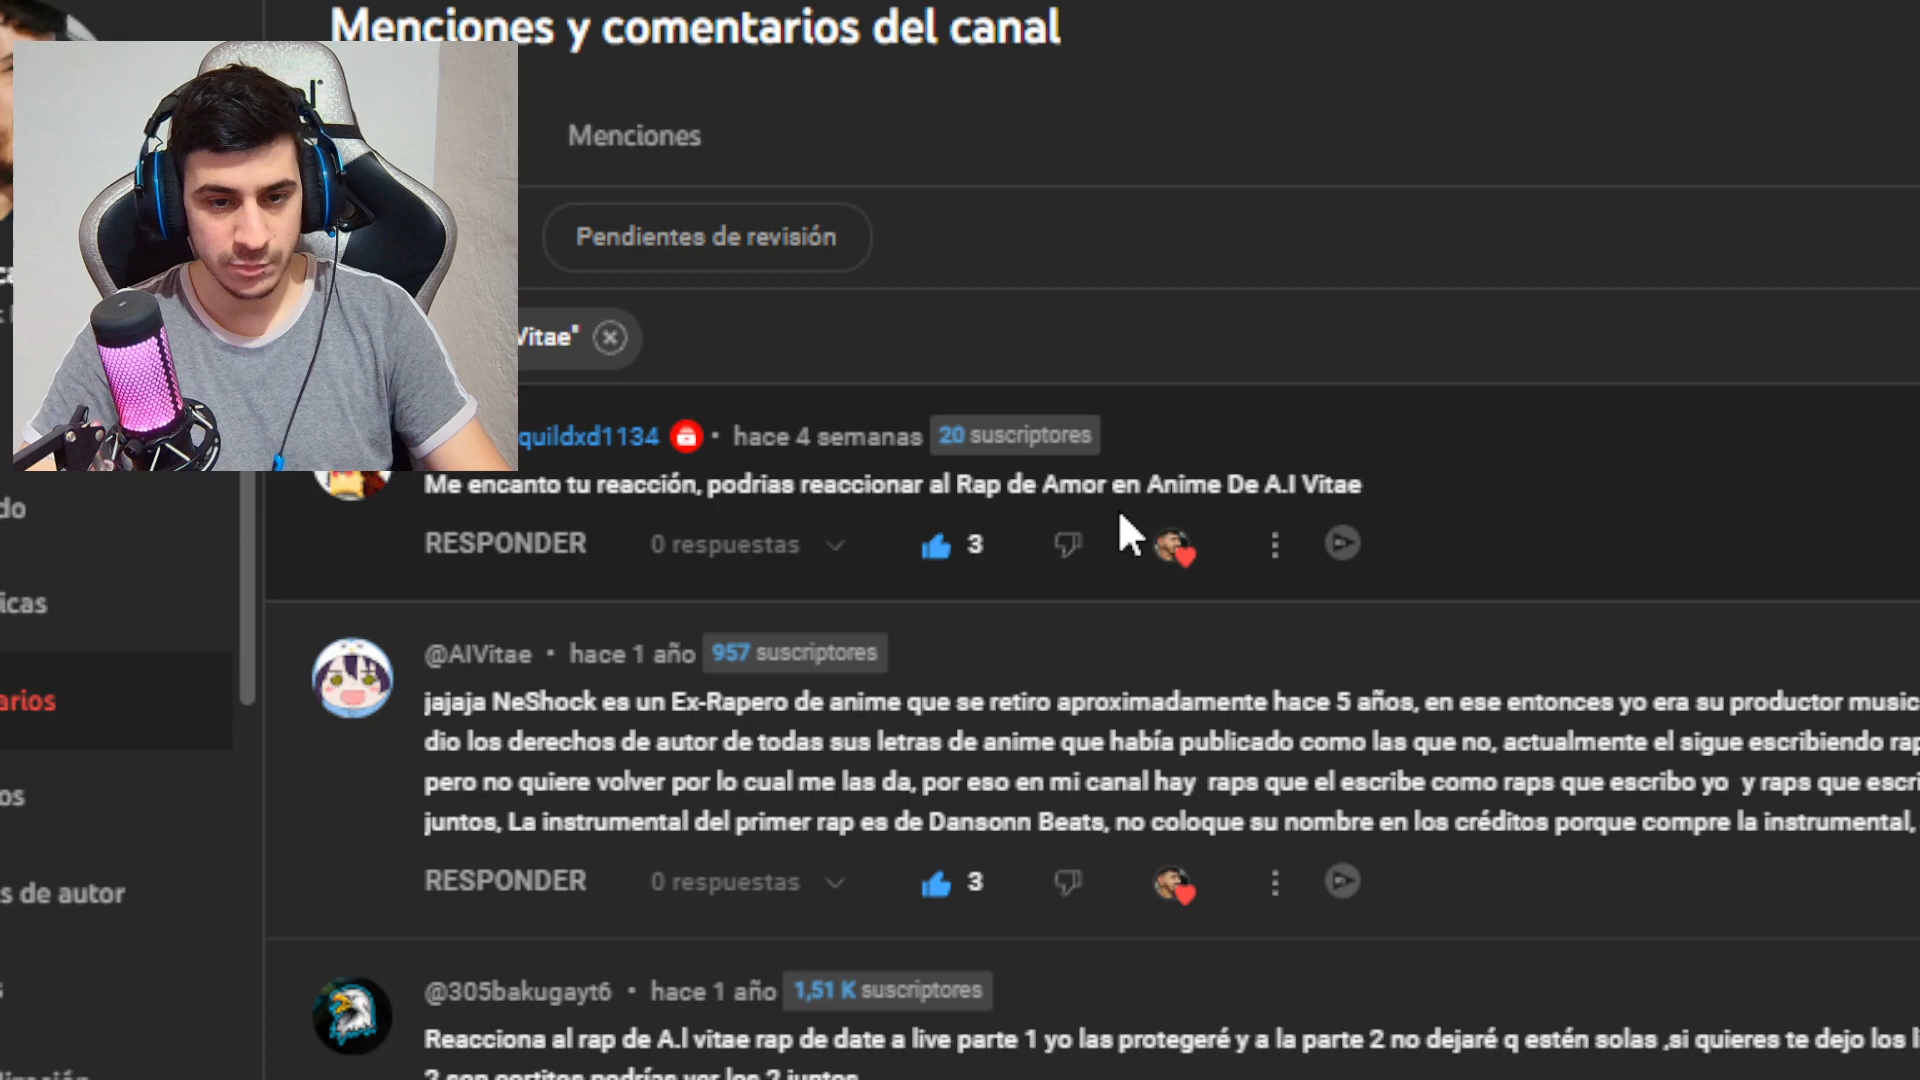 Menciones y comentarios del canal
Menciones
Pendientes de revisión
Vitae"
quildxd1134 • hace 4 semanas 20 suscriptores
Me encanto tu reacción, podrias reaccionar al Rap de Amor en Anime De A.I Vitae
RESPONDER 0 respuestas 3
@AIVitae • hace 1 año 957 suscriptores
jajaja NeShock es un Ex-Rapero de anime que se retiro aproximadamente hace 5 años, en ese entonces yo era su productor music
dio los derechos de autor de todas sus letras de anime que había publicado como las que no, actualmente el sigue escribiendo rap
pero no quiere volver por lo cual me las da, por eso en mi canal hay raps que el escribe como raps que escribo yo y raps que escri
juntos, La instrumental del primer rap es de Dansonn Beats, no coloque su nombre en los créditos porque compre la instrumental,
RESPONDER 0 respuestas 3
@305bakugayt6 • hace 1 año 1,51 K suscriptores
Reacciona al rap de A.l vitae rap de date a live parte 1 yo las protegeré y a la parte 2 no dejaré q estén solas ,si quieres te dejo los l
2 son cortitos podrías ver los 2 juntos
do
icas
arios
os
s de autor